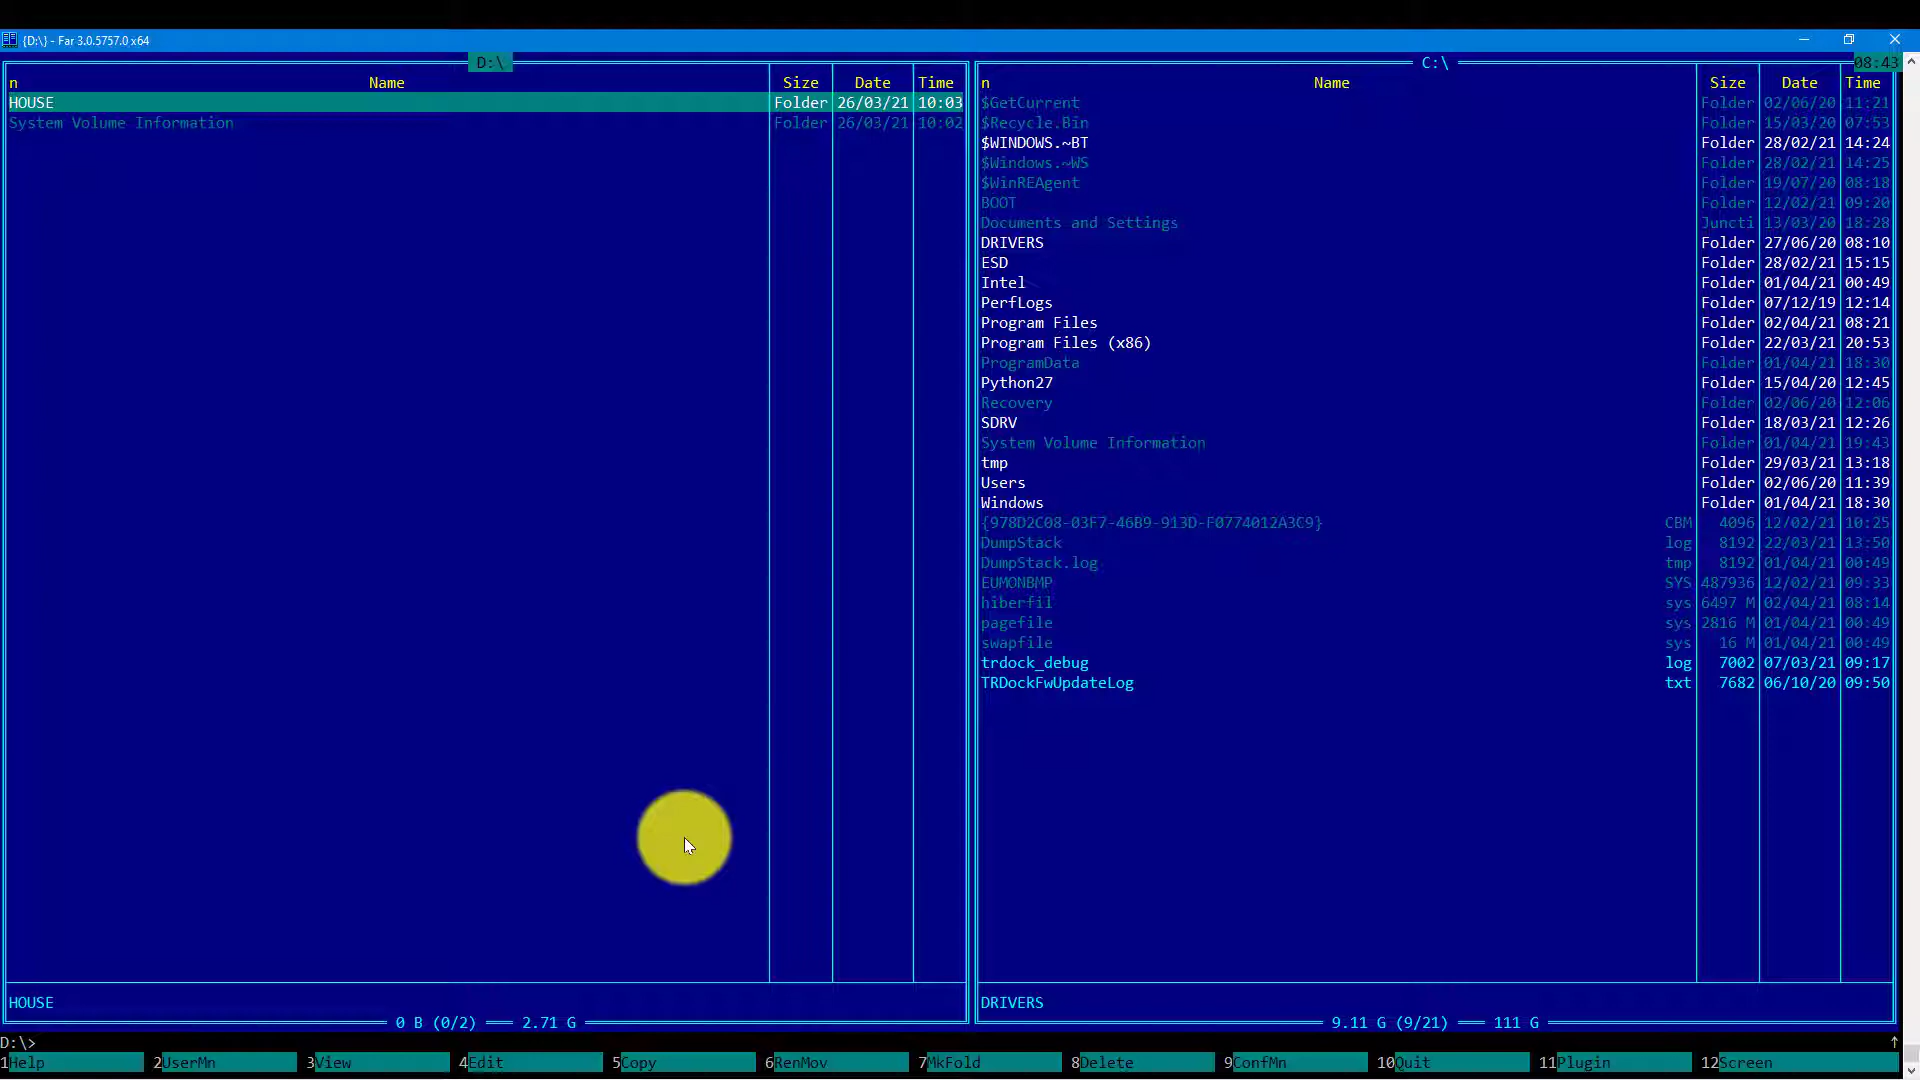 {D:\} - Far 3.0.5757.0 x64
D:\
n Name Size Date Time
HOUSE Folder 26/03/21 10:03
System Volume Information Folder 26/03/21 10:02
HOUSE
0 B (0/2) 2.71 G
C:\ 08:43
n Name Size Date Time
$GetCurrent Folder 02/06/20 11:21
$Recycle.Bin Folder 15/03/20 07:53
$WINDOWS.~BT Folder 28/02/21 14:24
$Windows.~WS Folder 28/02/21 14:25
$WinREAgent Folder 19/07/20 08:18
BOOT Folder 12/02/21 09:20
Documents and Settings Juncti 13/03/20 18:28
DRIVERS Folder 27/06/20 08:10
ESD Folder 28/02/21 15:15
Intel Folder 01/04/21 00:49
PerfLogs Folder 07/12/19 12:14
Program Files Folder 02/04/21 08:21
Program Files (x86) Folder 22/03/21 20:53
ProgramData Folder 01/04/21 18:30
Python27 Folder 15/04/20 12:45
Recovery Folder 02/06/20 12:06
SDRV Folder 18/03/21 12:26
System Volume Information Folder 01/04/21 19:43
tmp Folder 29/03/21 13:18
Users Folder 02/06/20 11:39
Windows Folder 01/04/21 18:30
{978D2C08-03F7-46B9-913D-F0774012A3C9} CBM 4096 12/02/21 10:25
DumpStack log 8192 22/03/21 13:50
DumpStack.log tmp 8192 01/04/21 00:49
EUMONBMP SYS 487936 12/02/21 09:33
hiberfil sys 6497 M 02/04/21 08:14
pagefile sys 2816 M 01/04/21 00:49
swapfile sys 16 M 01/04/21 00:49
trdock_debug log 7002 07/03/21 09:17
TRDockFwUpdateLog txt 7682 06/10/20 09:50
DRIVERS
9.11 G (9/21) 111 G
D:\> ↑
1Help 2UserMn 3View 4Edit 5Copy 6RenMov 7MkFold 8Delete 9ConfMn 10Quit 11Plugin 12Screen